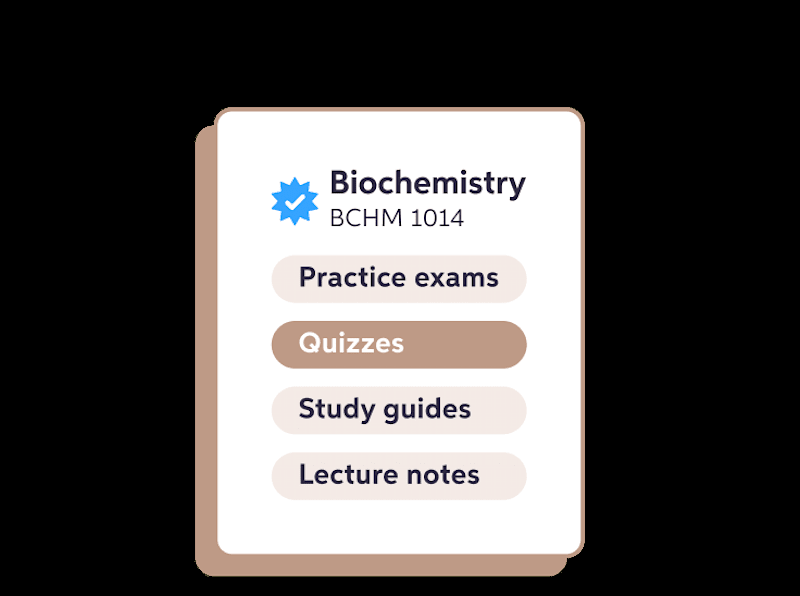 Biochemistry
BCHM 1014
Practice exams
Quizzes
Study guides
Lecture notes